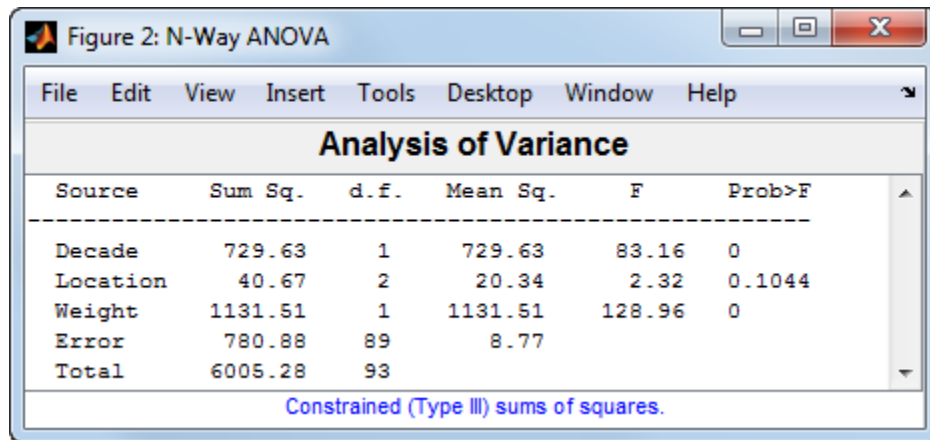 Figure 2: N-Way ANOVA
File Edit View Insert Tools Desktop Window Help
Analysis of Variance
Source Sum Sq. d.f. Mean Sq. F Prob>F
Decade 729.63 1 729.63 83.16 0
Location 40.67 2 20.34 2.32 0.1044
Weight 1131.51 1 1131.51 128.96 0
Error 780.88 89 8.77
Total 6005.28 93
Constrained (Type III) sums of squares.